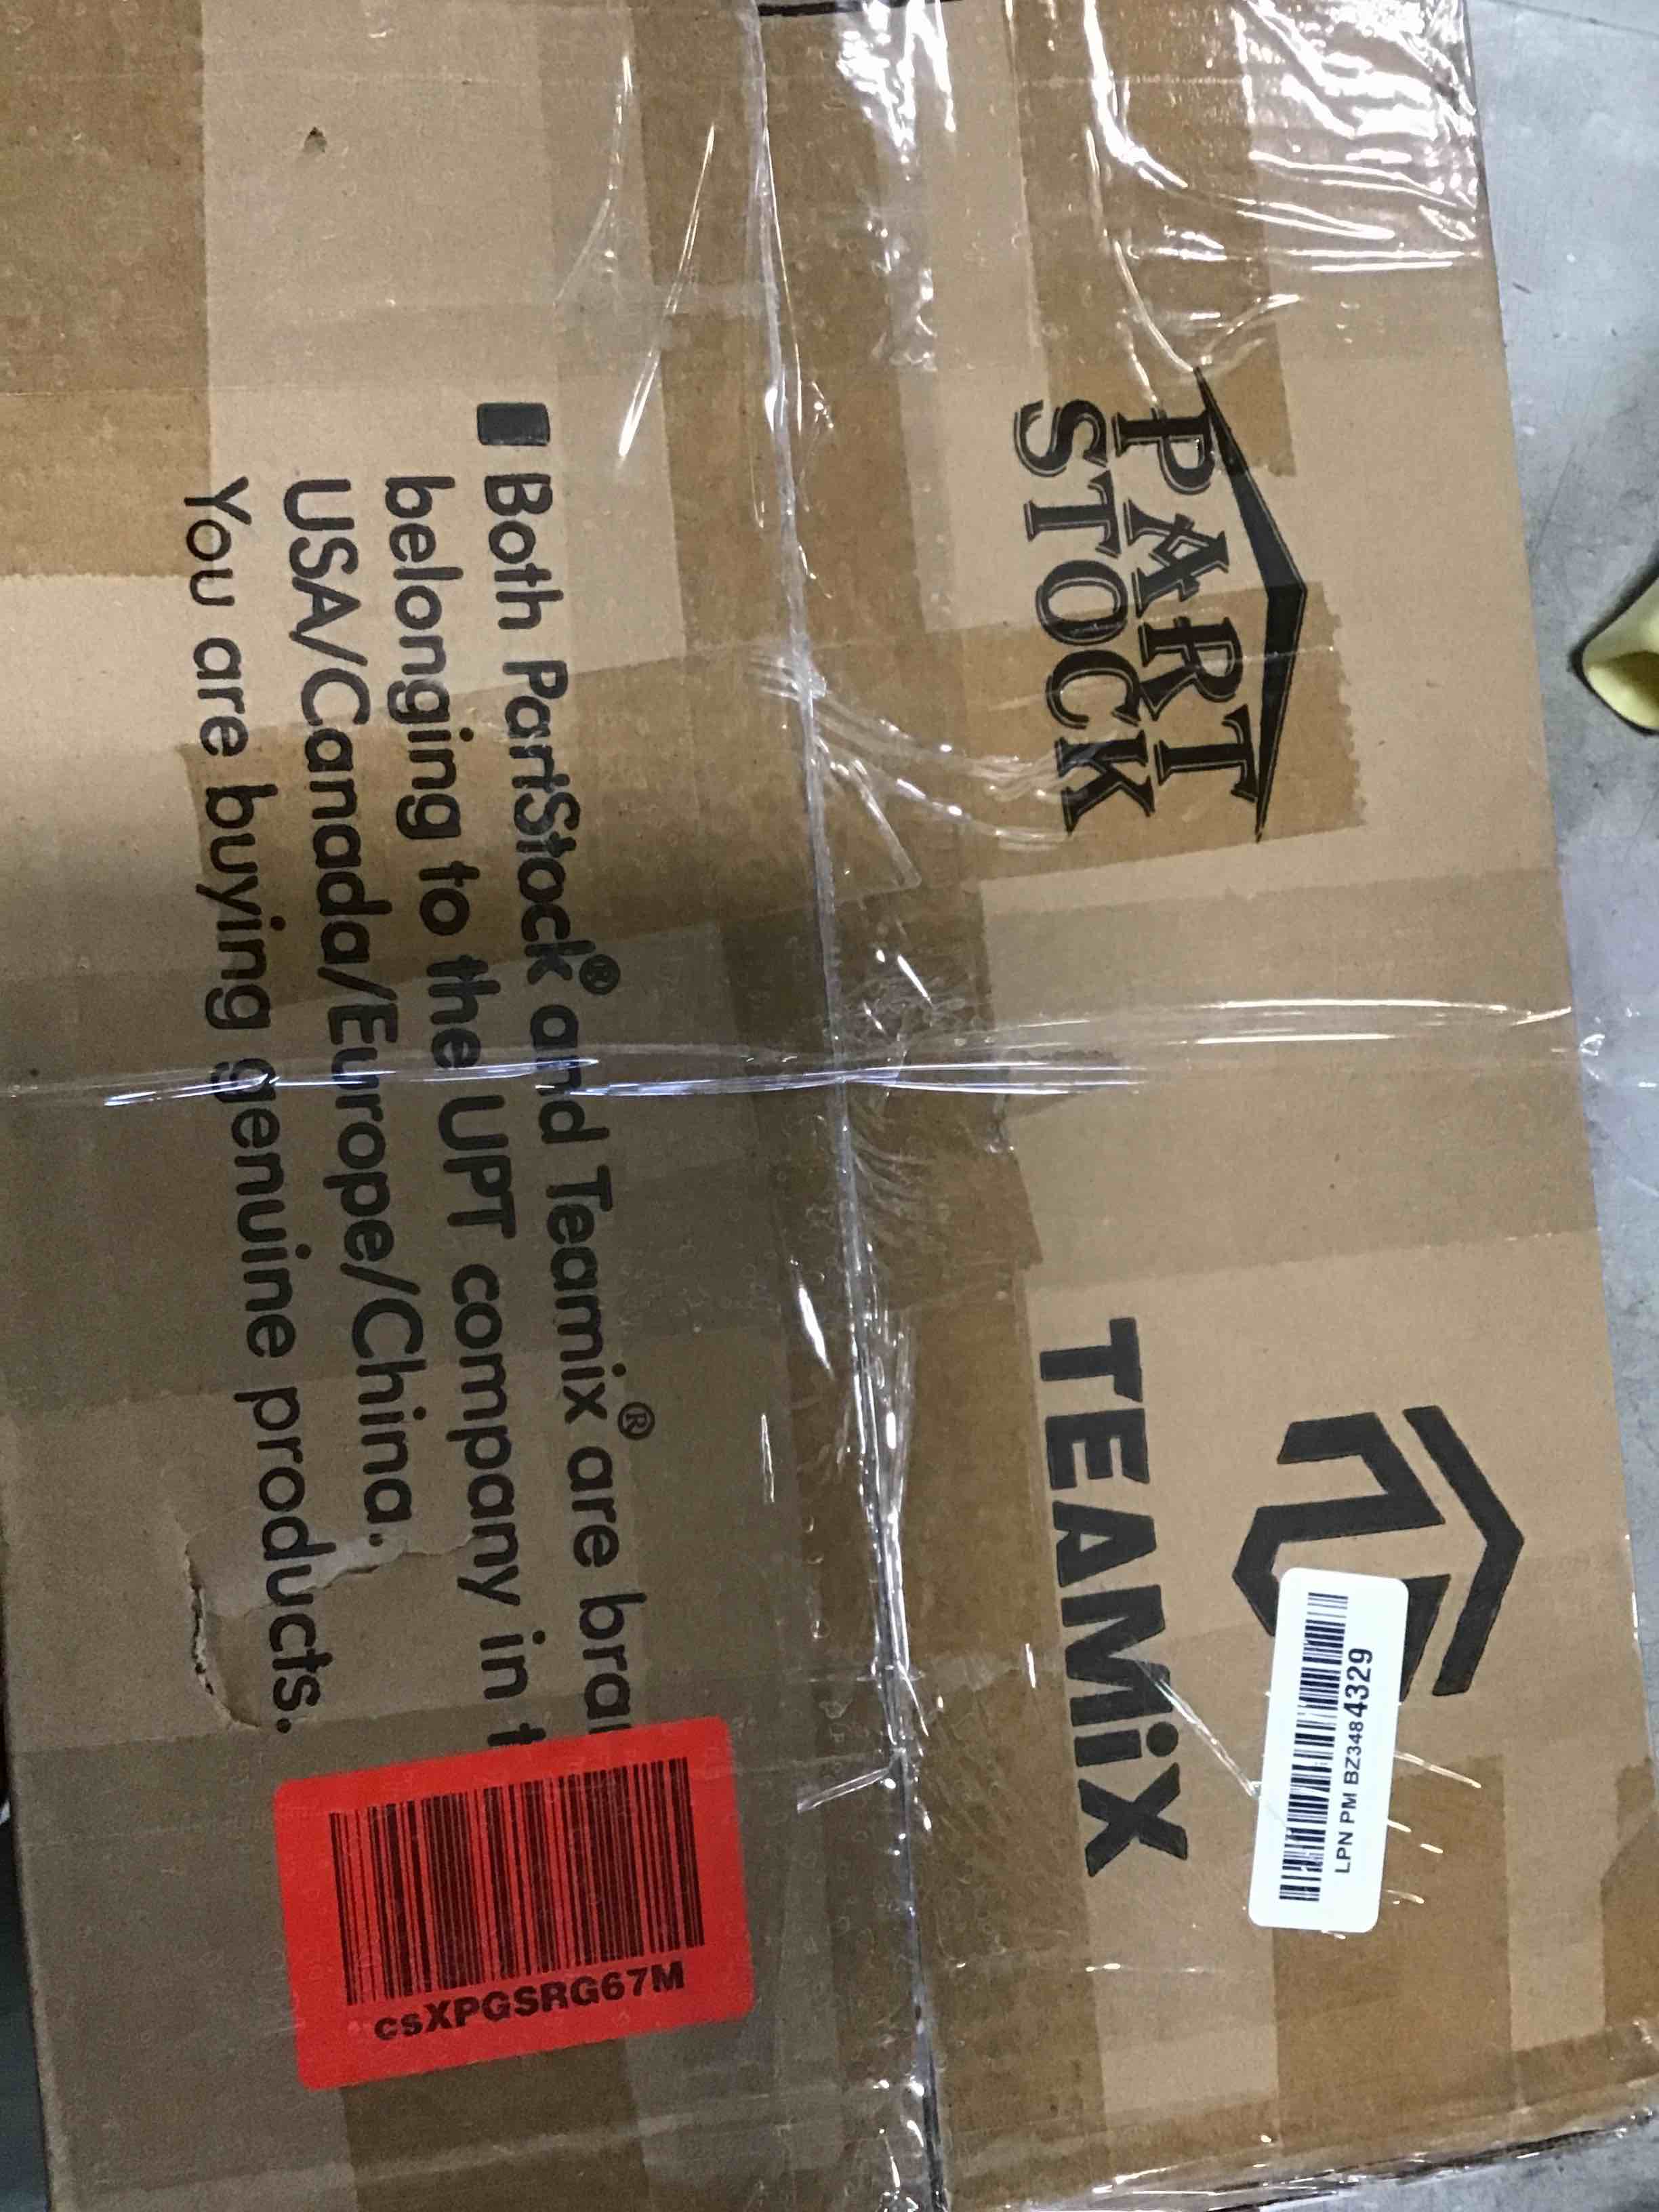 PART
STOCK
TEAMiX
LPN PM BZ3484329
Both PartStock® and Teamix® are
belonging to the UPT company in
USA/Canada/Europe/China.
You are buying genuine products.
csXPGSRG67M